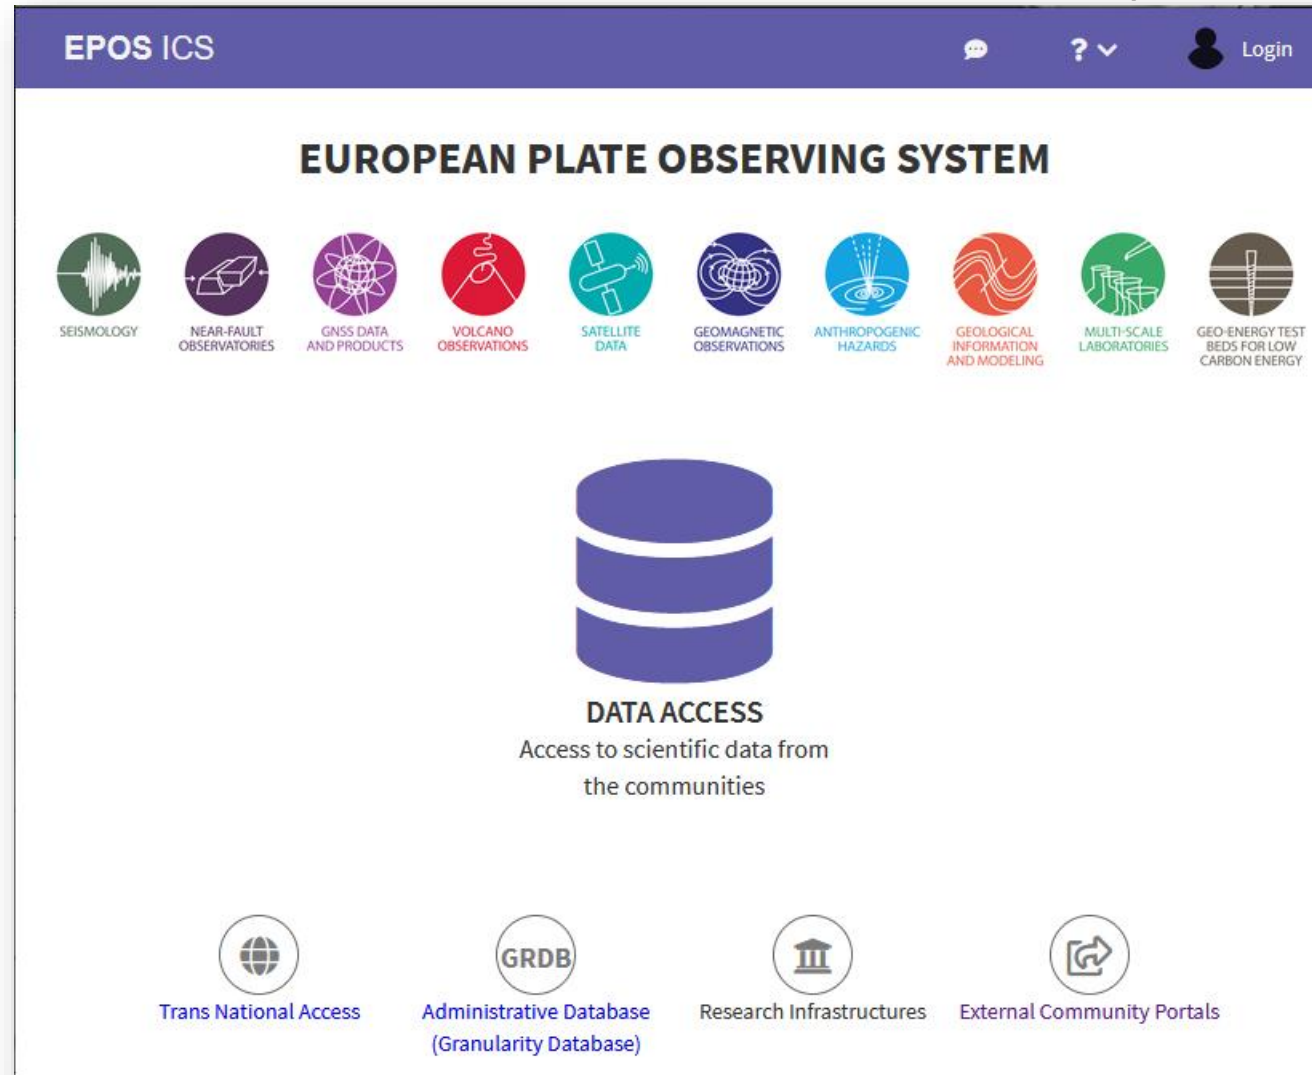 EPOS ICS
? Login
EUROPEAN PLATE OBSERVING SYSTEM
SEISMOLOGY
NEAR-FAULT
OBSERVATORIES
GNSS DATA
AND PRODUCTS
VOLCANO
OBSERVATIONS
SATELLITE
DATA
GEOMAGNETIC
OBSERVATIONS
ANTHROPOGENIC
HAZARDS
GEOLOGICAL
INFORMATION
AND MODELING
MULTI-SCALE
LABORATORIES
GEO-ENERGY TEST
BEDS FOR LOW
CARBON ENERGY
DATA ACCESS
Access to scientific data from
the communities
Trans National Access
GRDB
Administrative Database
(Granularity Database)
Research Infrastructures
External Community Portals